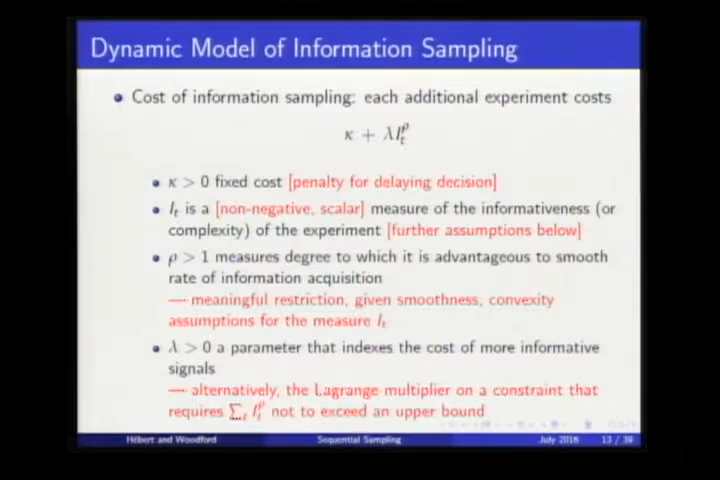 Dynamic Model of Information Sampling
Cost of information sampling: each additional experiment costs
κ + λI_t^ρ
κ > 0 fixed cost [penalty for delaying decision]
I_t is a [non-negative, scalar] measure of the informativeness (or
complexity) of the experiment [further assumptions below]
ρ > 1 measures degree to which it is advantageous to smooth
rate of information acquisition
— meaningful restriction, given smoothness, convexity
assumptions for the measure I_t
λ > 0 a parameter that indexes the cost of more informative
signals
— alternatively, the Lagrange multiplier on a constraint that
requires ∑_t I_t^ρ not to exceed an upper bound
Hébert and Woodford Sequential Sampling July 2016 13 / 39